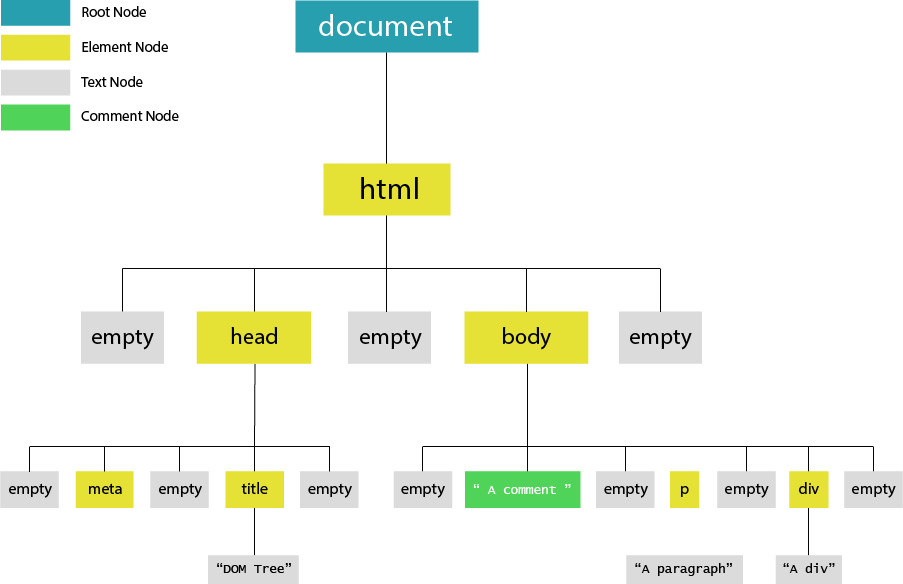 Root Node
document
Element Node
Text Node
Comment Node
html
empty head empty body empty
empty meta empty title empty empty “ A comment ” empty p empty div empty
“DOM Tree” “A paragraph” “A div”